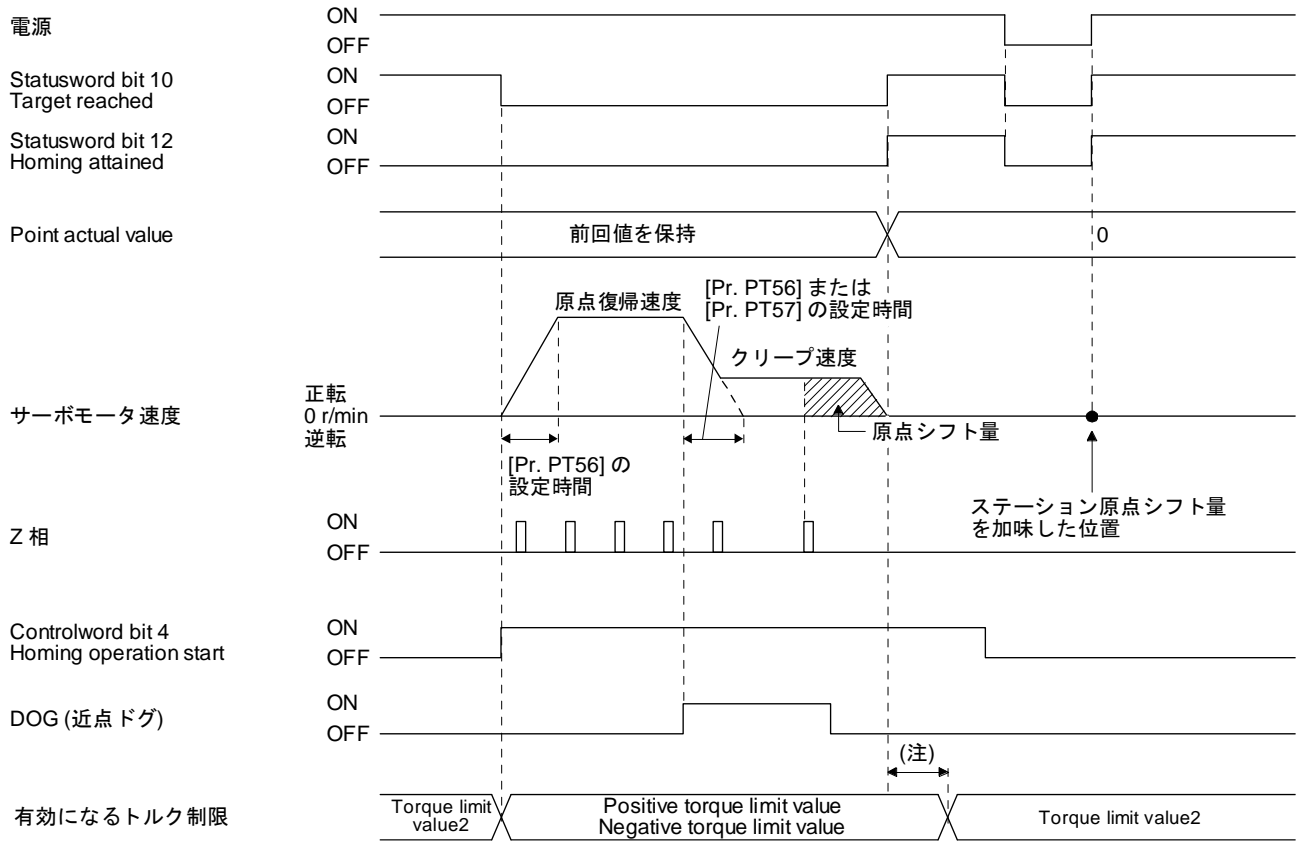 電源
ON
OFF
Statusword bit 10
Target reached
ON
OFF
Statusword bit 12
Homing attained
ON
OFF
Point actual value
前回値を保持
0
サーボモータ速度
正転
0 r/min
逆転
原点復帰速度
[Pr. PT56] または
[Pr. PT57] の設定時間
クリープ速度
原点シフト量
[Pr. PT56] の
設定時間
ステーション原点シフト量
を加味した位置
Z 相
ON
OFF
Controlword bit 4
Homing operation start
ON
OFF
DOG (近点ドグ)
ON
OFF
(注)
有効になるトルク制限
Torque limit
value2
Positive torque limit value
Negative torque limit value
Torque limit value2